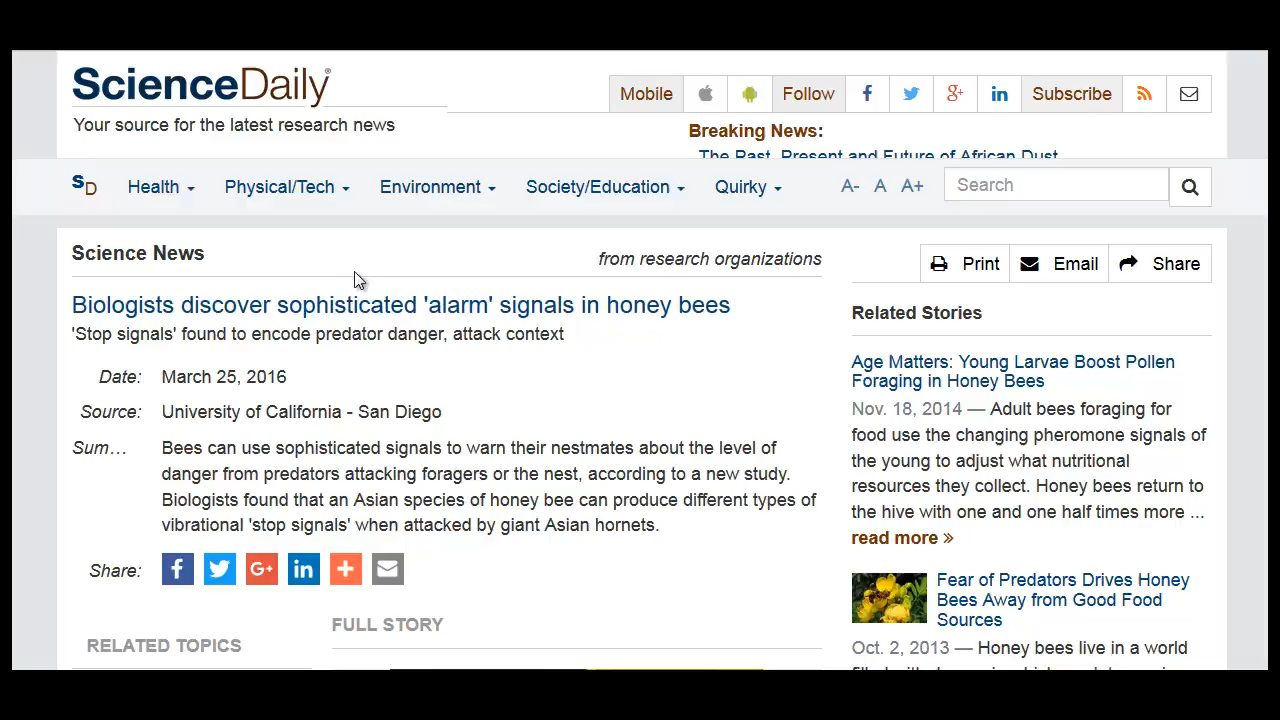 ScienceDaily®
Your source for the latest research news
Mobile
Follow
Subscribe
Breaking News:
The Past, Present and Future of African Dust
SD
Health
Physical/Tech
Environment
Society/Education
Quirky
A-
A
A+
Search
Science News
from research organizations
Biologists discover sophisticated 'alarm' signals in honey bees
'Stop signals' found to encode predator danger, attack context
Date: March 25, 2016
Source: University of California - San Diego
Sum… Bees can use sophisticated signals to warn their nestmates about the level of
danger from predators attacking foragers or the nest, according to a new study.
Biologists found that an Asian species of honey bee can produce different types of
vibrational 'stop signals' when attacked by giant Asian hornets.
Share:
RELATED TOPICS
FULL STORY
Print
Email
Share
Related Stories
Age Matters: Young Larvae Boost Pollen
Foraging in Honey Bees
Nov. 18, 2014 — Adult bees foraging for
food use the changing pheromone signals of
the young to adjust what nutritional
resources they collect. Honey bees return to
the hive with one and one half times more ...
read more »
Fear of Predators Drives Honey
Bees Away from Good Food
Sources
Oct. 2, 2013 — Honey bees live in a world